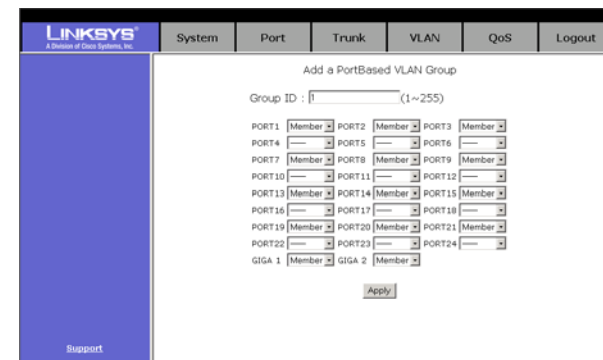 LINKSYS®
A Division of Cisco Systems, Inc.
System Port Trunk VLAN QoS Logout
Add a PortBased VLAN Group
Group ID : 1 (1~255)
PORT1 Member PORT2 Member PORT3 Member
PORT4 ---- PORT5 ---- PORT6 ----
PORT7 Member PORT8 Member PORT9 Member
PORT10 ---- PORT11 ---- PORT12 ----
PORT13 Member PORT14 Member PORT15 Member
PORT16 ---- PORT17 ---- PORT18 ----
PORT19 Member PORT20 Member PORT21 Member
PORT22 ---- PORT23 ---- PORT24 ----
GIGA 1 Member GIGA 2 Member
Apply
Support